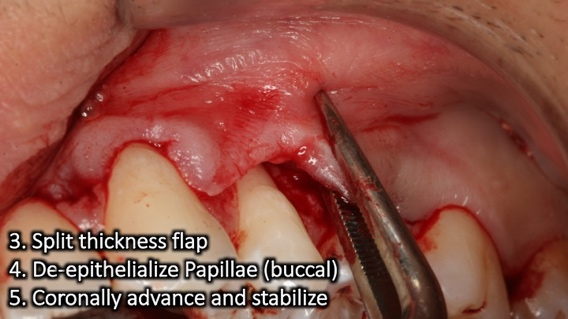 3. Split thickness flap
4. De-epithelialize Papillae (buccal)
5. Coronally advance and stabilize